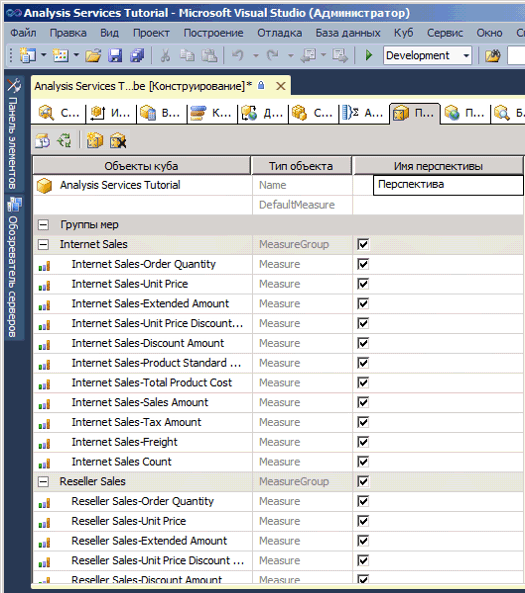 Analysis Services Tutorial - Microsoft Visual Studio (Администратор)
Файл Правка Вид Проект Построение Отладка База данных Куб Сервис Окно
Development
Панель элементов
Обозреватель серверов
Analysis Services T...be [Конструирование]*
С... И... В... К... Д... С... А... П... П... Б.
Объекты куба Тип объекта Имя перспективы
Analysis Services Tutorial Name Перспектива
DefaultMeasure
Группы мер
Internet Sales MeasureGroup
Internet Sales-Order Quantity Measure
Internet Sales-Unit Price Measure
Internet Sales-Extended Amount Measure
Internet Sales-Unit Price Discount... Measure
Internet Sales-Discount Amount Measure
Internet Sales-Product Standard ... Measure
Internet Sales-Total Product Cost Measure
Internet Sales-Sales Amount Measure
Internet Sales-Tax Amount Measure
Internet Sales-Freight Measure
Internet Sales Count Measure
Reseller Sales MeasureGroup
Reseller Sales-Order Quantity Measure
Reseller Sales-Unit Price Measure
Reseller Sales-Extended Amount Measure
Reseller Sales-Unit Price Discount ... Measure
Reseller Sales-Discount Amount Measure